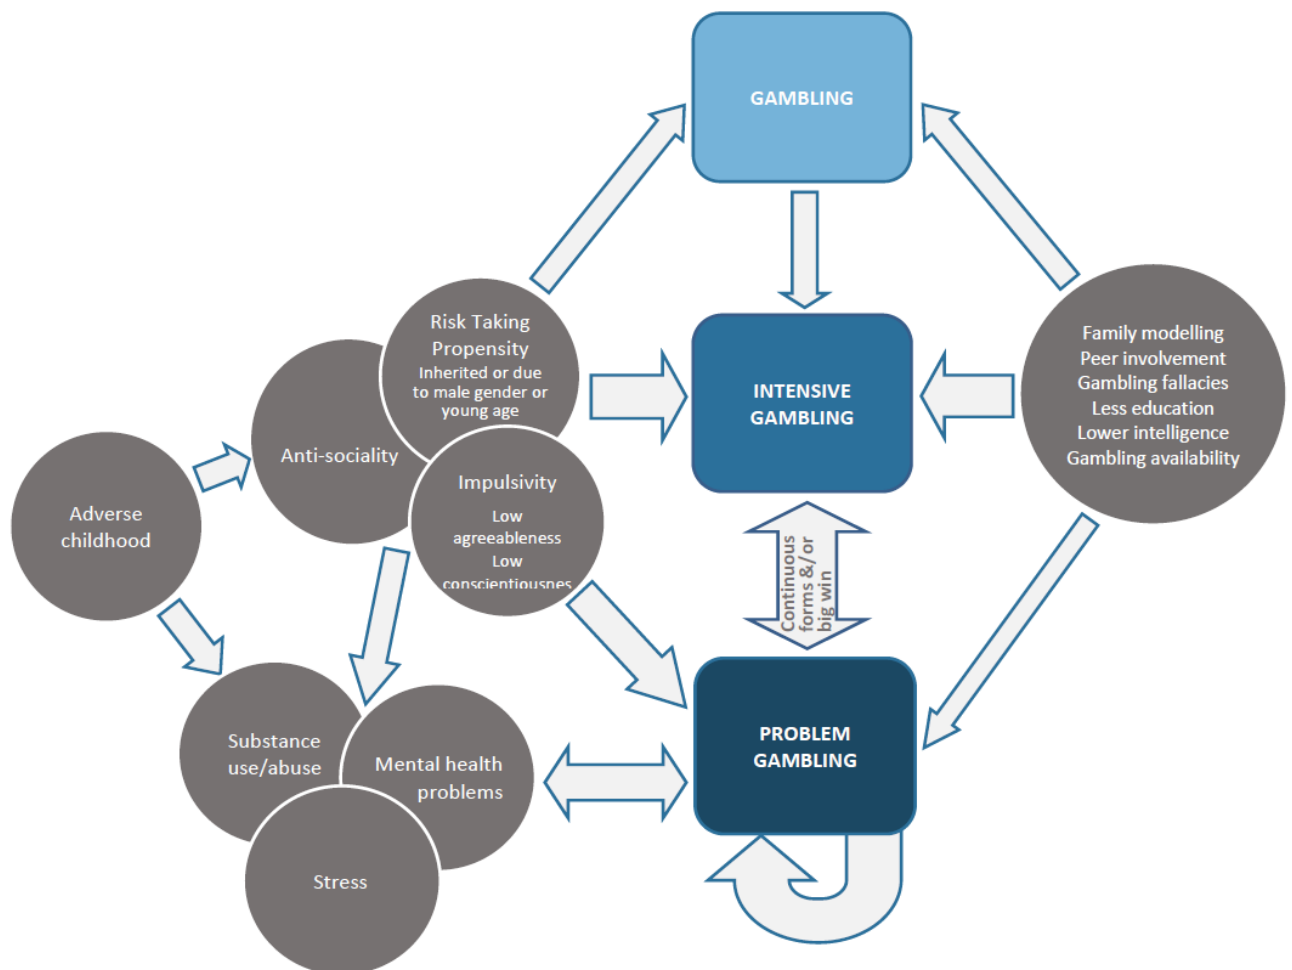 GAMBLING
Risk Taking
Propensity
Inherited or due
to male gender or
young age
Anti-sociality
Impulsivity
Low
agreeableness
Low
conscientiousnes
Adverse
childhood
INTENSIVE
GAMBLING
Family modelling
Peer involvement
Gambling fallacies
Less education
Lower intelligence
Gambling availability
Continuous
forms &/or
big win
Substance
use/abuse
Mental health
problems
Stress
PROBLEM
GAMBLING